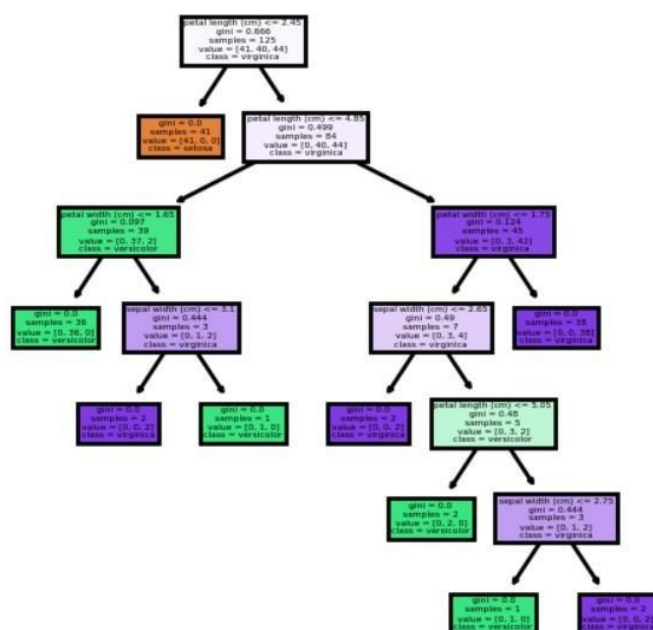 petal length (cm) <= 2.45
gini = 0.666
samples = 125
value = [41, 40, 44]
class = virginica
gini = 0.0
samples = 41
value = [41, 0, 0]
class = setosa
petal length (cm) <= 4.85
gini = 0.499
samples = 84
value = [0, 40, 44]
class = virginica
petal width (cm) <= 1.65
gini = 0.097
samples = 39
value = [0, 37, 2]
class = versicolor
petal width (cm) <= 1.75
gini = 0.124
samples = 45
value = [0, 3, 42]
class = virginica
gini = 0.0
samples = 36
value = [0, 36, 0]
class = versicolor
sepal width (cm) <= 3.1
gini = 0.444
samples = 3
value = [0, 1, 2]
class = virginica
sepal width (cm) <= 2.65
gini = 0.49
samples = 7
value = [0, 3, 4]
class = virginica
gini = 0.0
samples = 38
value = [0, 0, 38]
class = virginica
gini = 0.0
samples = 2
value = [0, 0, 2]
class = virginica
gini = 0.0
samples = 1
value = [0, 1, 0]
class = versicolor
gini = 0.0
samples = 2
value = [0, 0, 2]
class = virginica
petal length (cm) <= 5.05
gini = 0.48
samples = 5
value = [0, 3, 2]
class = versicolor
gini = 0.0
samples = 2
value = [0, 2, 0]
class = versicolor
sepal width (cm) <= 2.75
gini = 0.444
samples = 3
value = [0, 1, 2]
class = virginica
gini = 0.0
samples = 1
value = [0, 1, 0]
class = versicolor
gini = 0.0
samples = 2
value = [0, 0, 2]
class = virginica